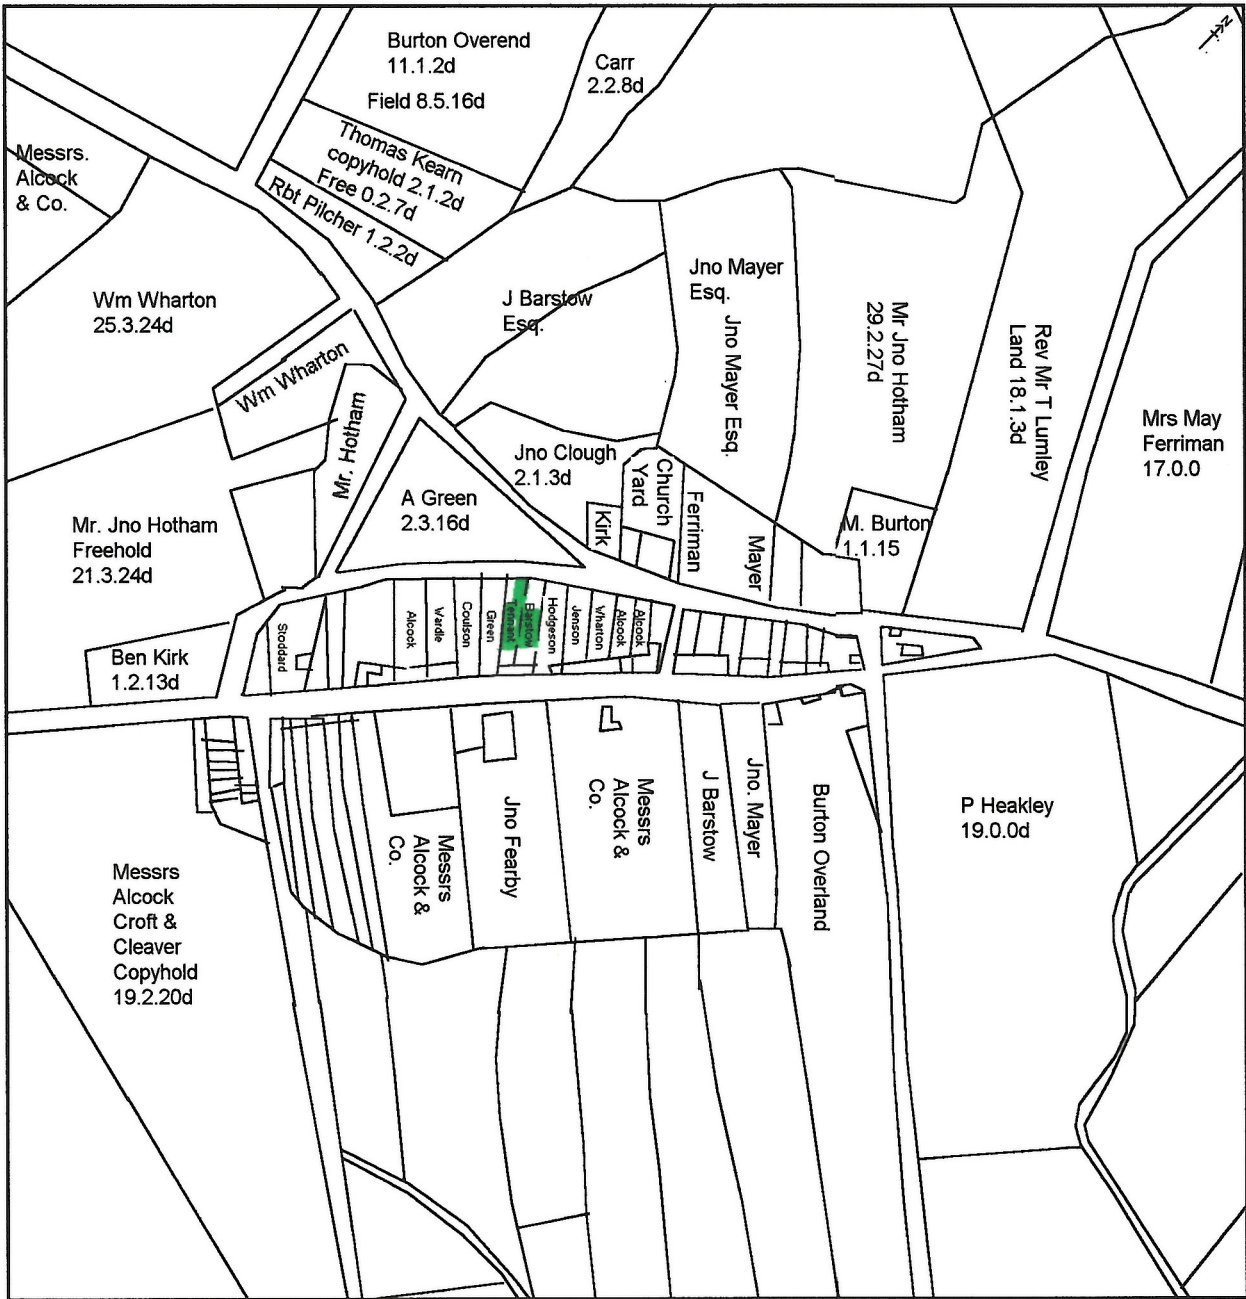 N
Burton Overend
11.1.2d
Field 8.5.16d
Carr
2.2.8d
Thomas Kearn
copyhold 2.1.2d
Free 0.2.7d
Rbt Pilcher 1.2.2d
Messrs.
Alcock
& Co.
Wm Wharton
25.3.24d
Wm Wharton
Mr. Hotham
J Barstow
Esq.
Jno Mayer
Esq.
Jno Mayer Esq.
Mr Jno Hotham
29.2.27d
Rev Mr T Lumley
Land 18.1.3d
Mrs May
Ferriman
17.0.0
Jno Clough
2.1.3d
A Green
2.3.16d
Kirk
Church
Yard
Ferriman
Mayer
M. Burton
1.1.15
Mr. Jno Hotham
Freehold
21.3.24d
Ben Kirk
1.2.13d
Stoddard
Alcock
Wardle
Coulson
Green
Tennant
Barstow
Hodgeson
Jenson
Wharton
Alcock
Alcock
Messrs
Alcock &
Co.
Jno Fearby
Messrs
Alcock &
Co.
J Barstow
Jno. Mayer
Burton Overland
P Heakley
19.0.0d
Messrs
Alcock
Croft &
Cleaver
Copyhold
19.2.20d